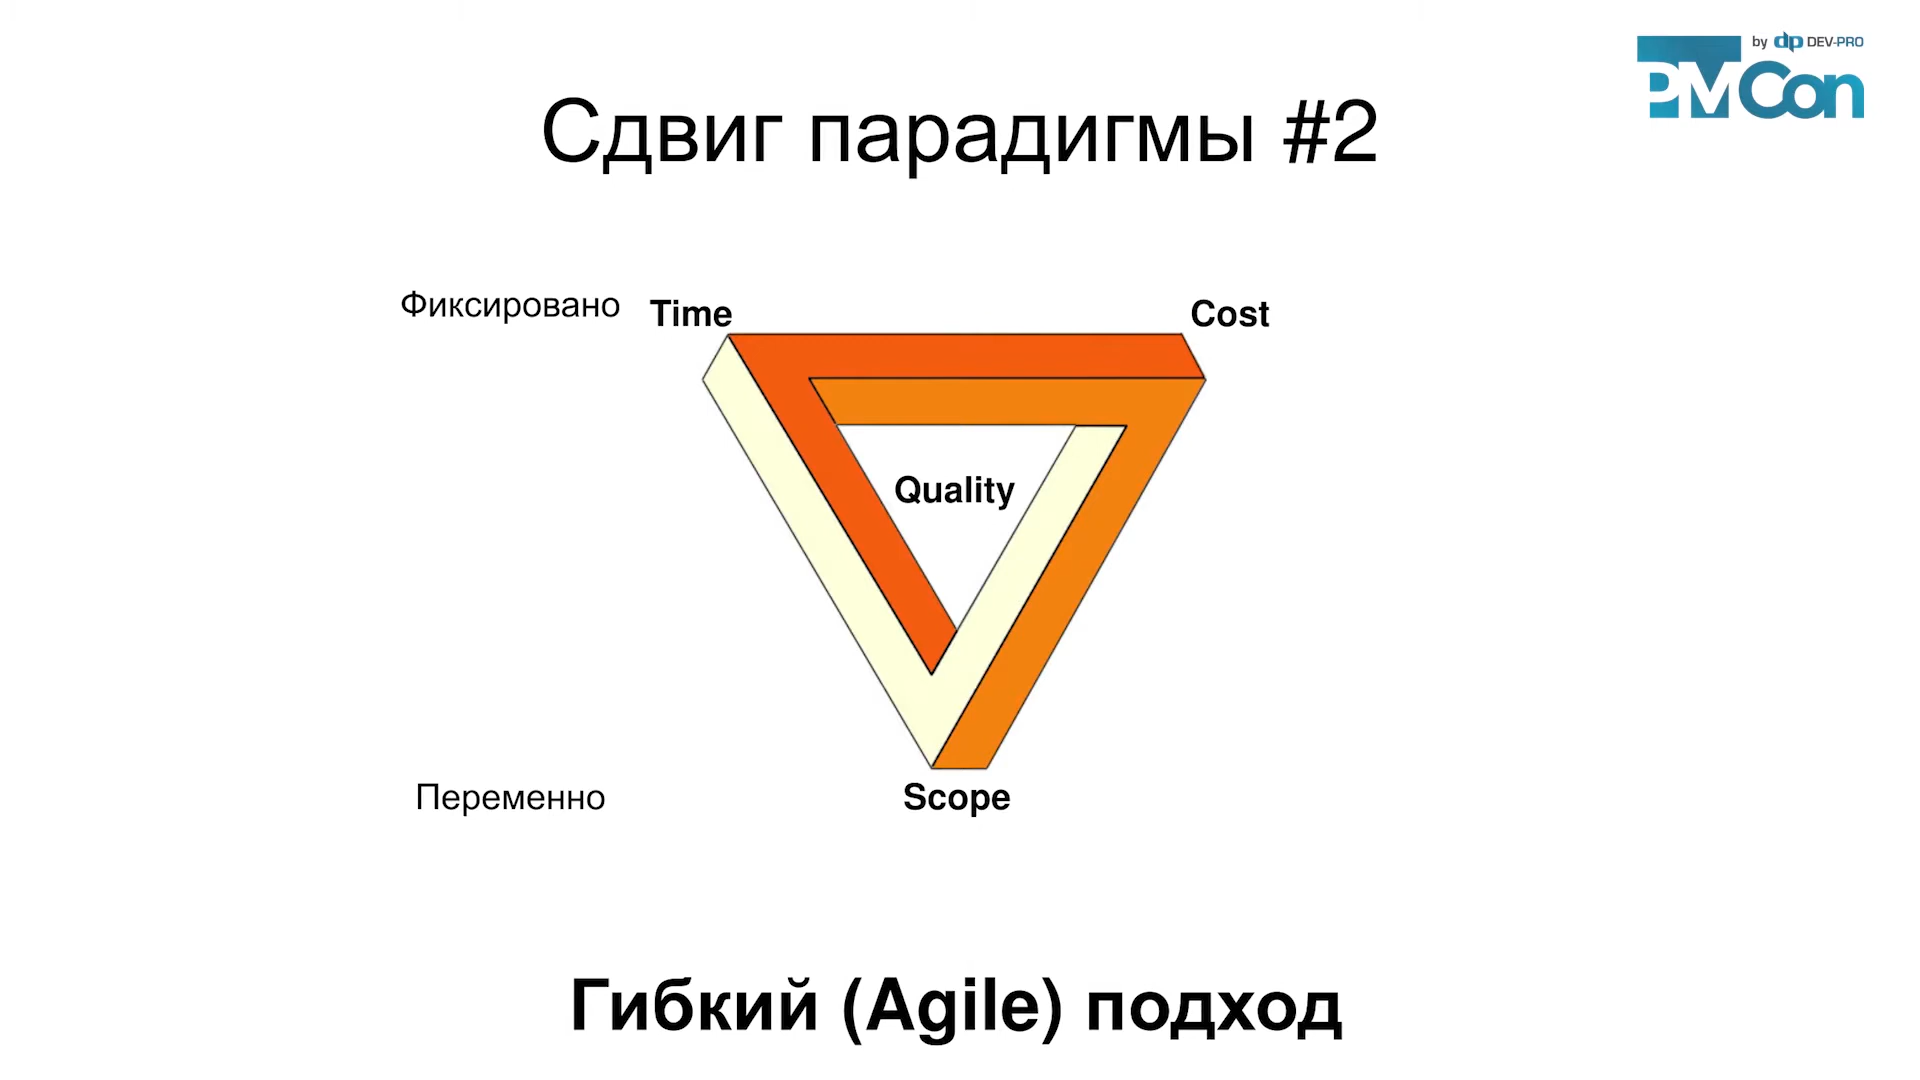 by dp DEV-PRO
PMCon
Сдвиг парадигмы #2
Фиксировано
Time
Cost
Quality
Переменно
Scope
Гибкий (Agile) подход